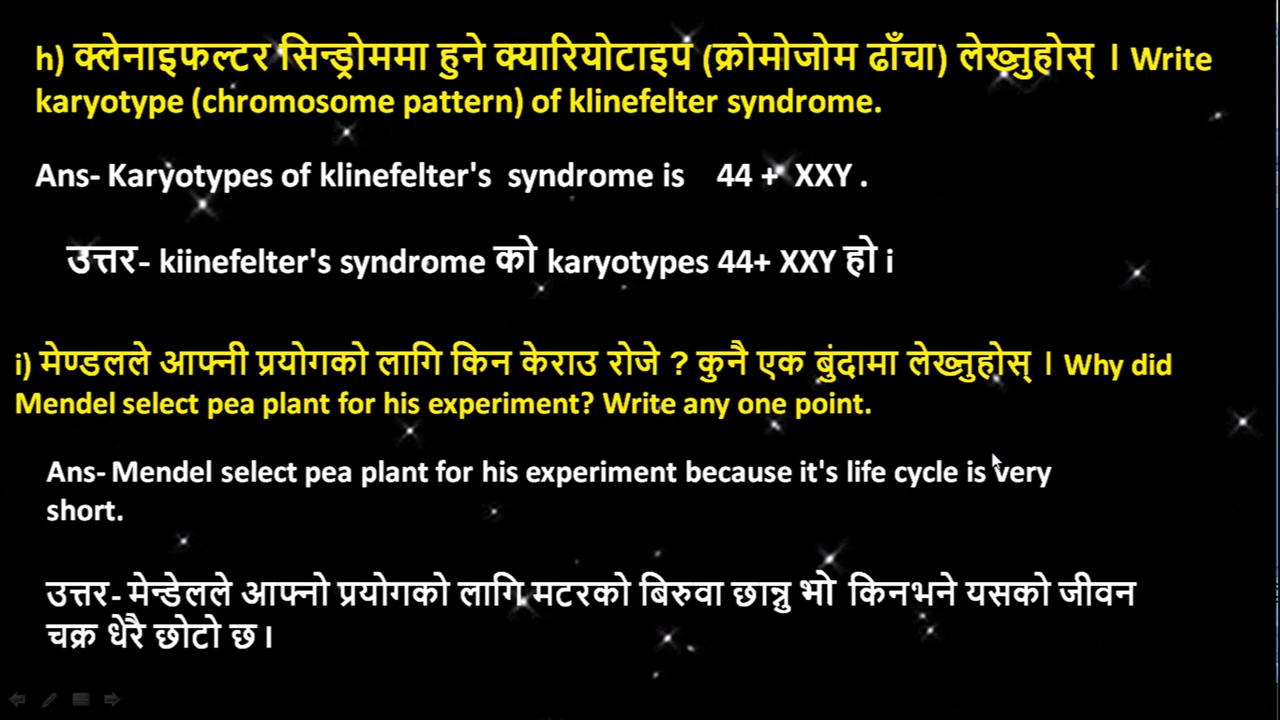 h) क्लेनाइफल्टर सिन्ड्रोममा हुने क्यारियोटाइप (क्रोमोजोम ढाँचा) लेख्नुहोस् । Write
karyotype (chromosome pattern) of klinefelter syndrome.
Ans- Karyotypes of klinefelter's syndrome is 44 + XXY .
उत्तर- kiinefelter's syndrome को karyotypes 44+ XXY हो i
i) मेण्डलले आफ्नी प्रयोगको लागि किन केराउ रोजे ? कुनै एक बुंदामा लेख्नुहोस् । Why did
Mendel select pea plant for his experiment? Write any one point.
Ans- Mendel select pea plant for his experiment because it's life cycle is very
short.
उत्तर- मेन्डेलले आफ्नो प्रयोगको लागि मटरको बिरुवा छान्नु भो किनभने यसको जीवन
चक्र धेरै छोटो छ ।